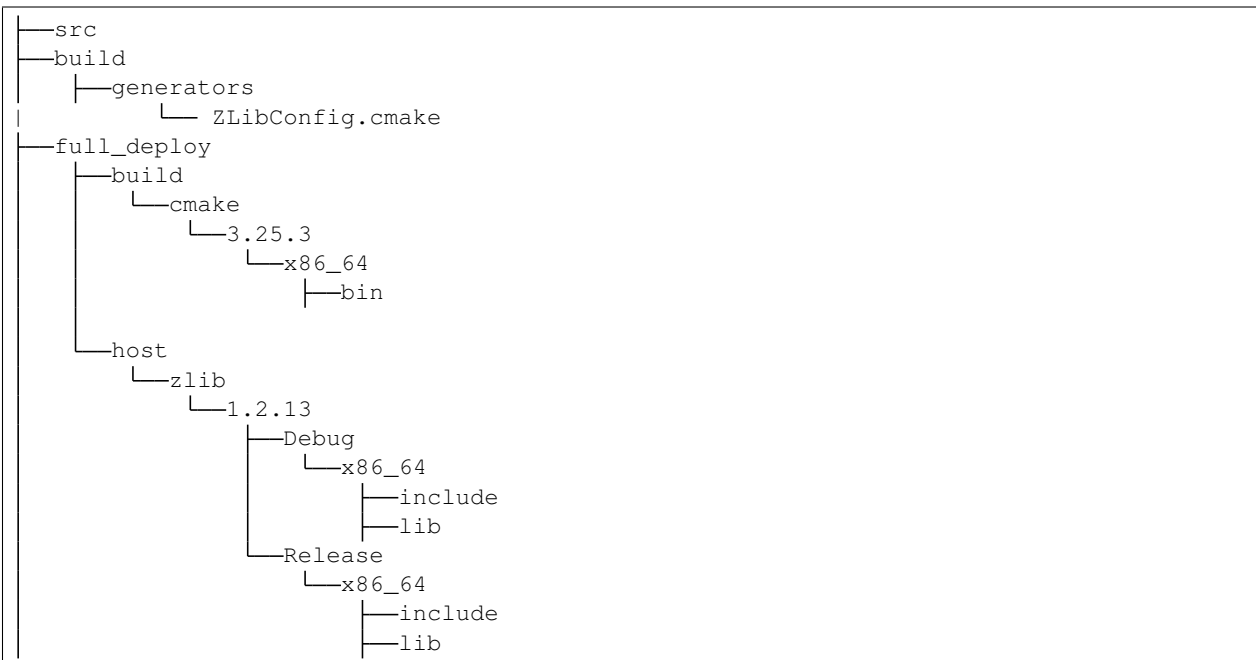 ├──src
├──build
│   ├──generators
|         └── ZLibConfig.cmake
├──full_deploy
│   ├──build
│   │   └──cmake
│   │       └──3.25.3
│   │           └──x86_64
│   │               ├──bin
│   │
│   └──host
│       └──zlib
│           └──1.2.13
│               ├──Debug
│               │   └──x86_64
│               │       ├──include
│               │       ├──lib
│               └──Release
│                   └──x86_64
│                       ├──include
│                       ├──lib